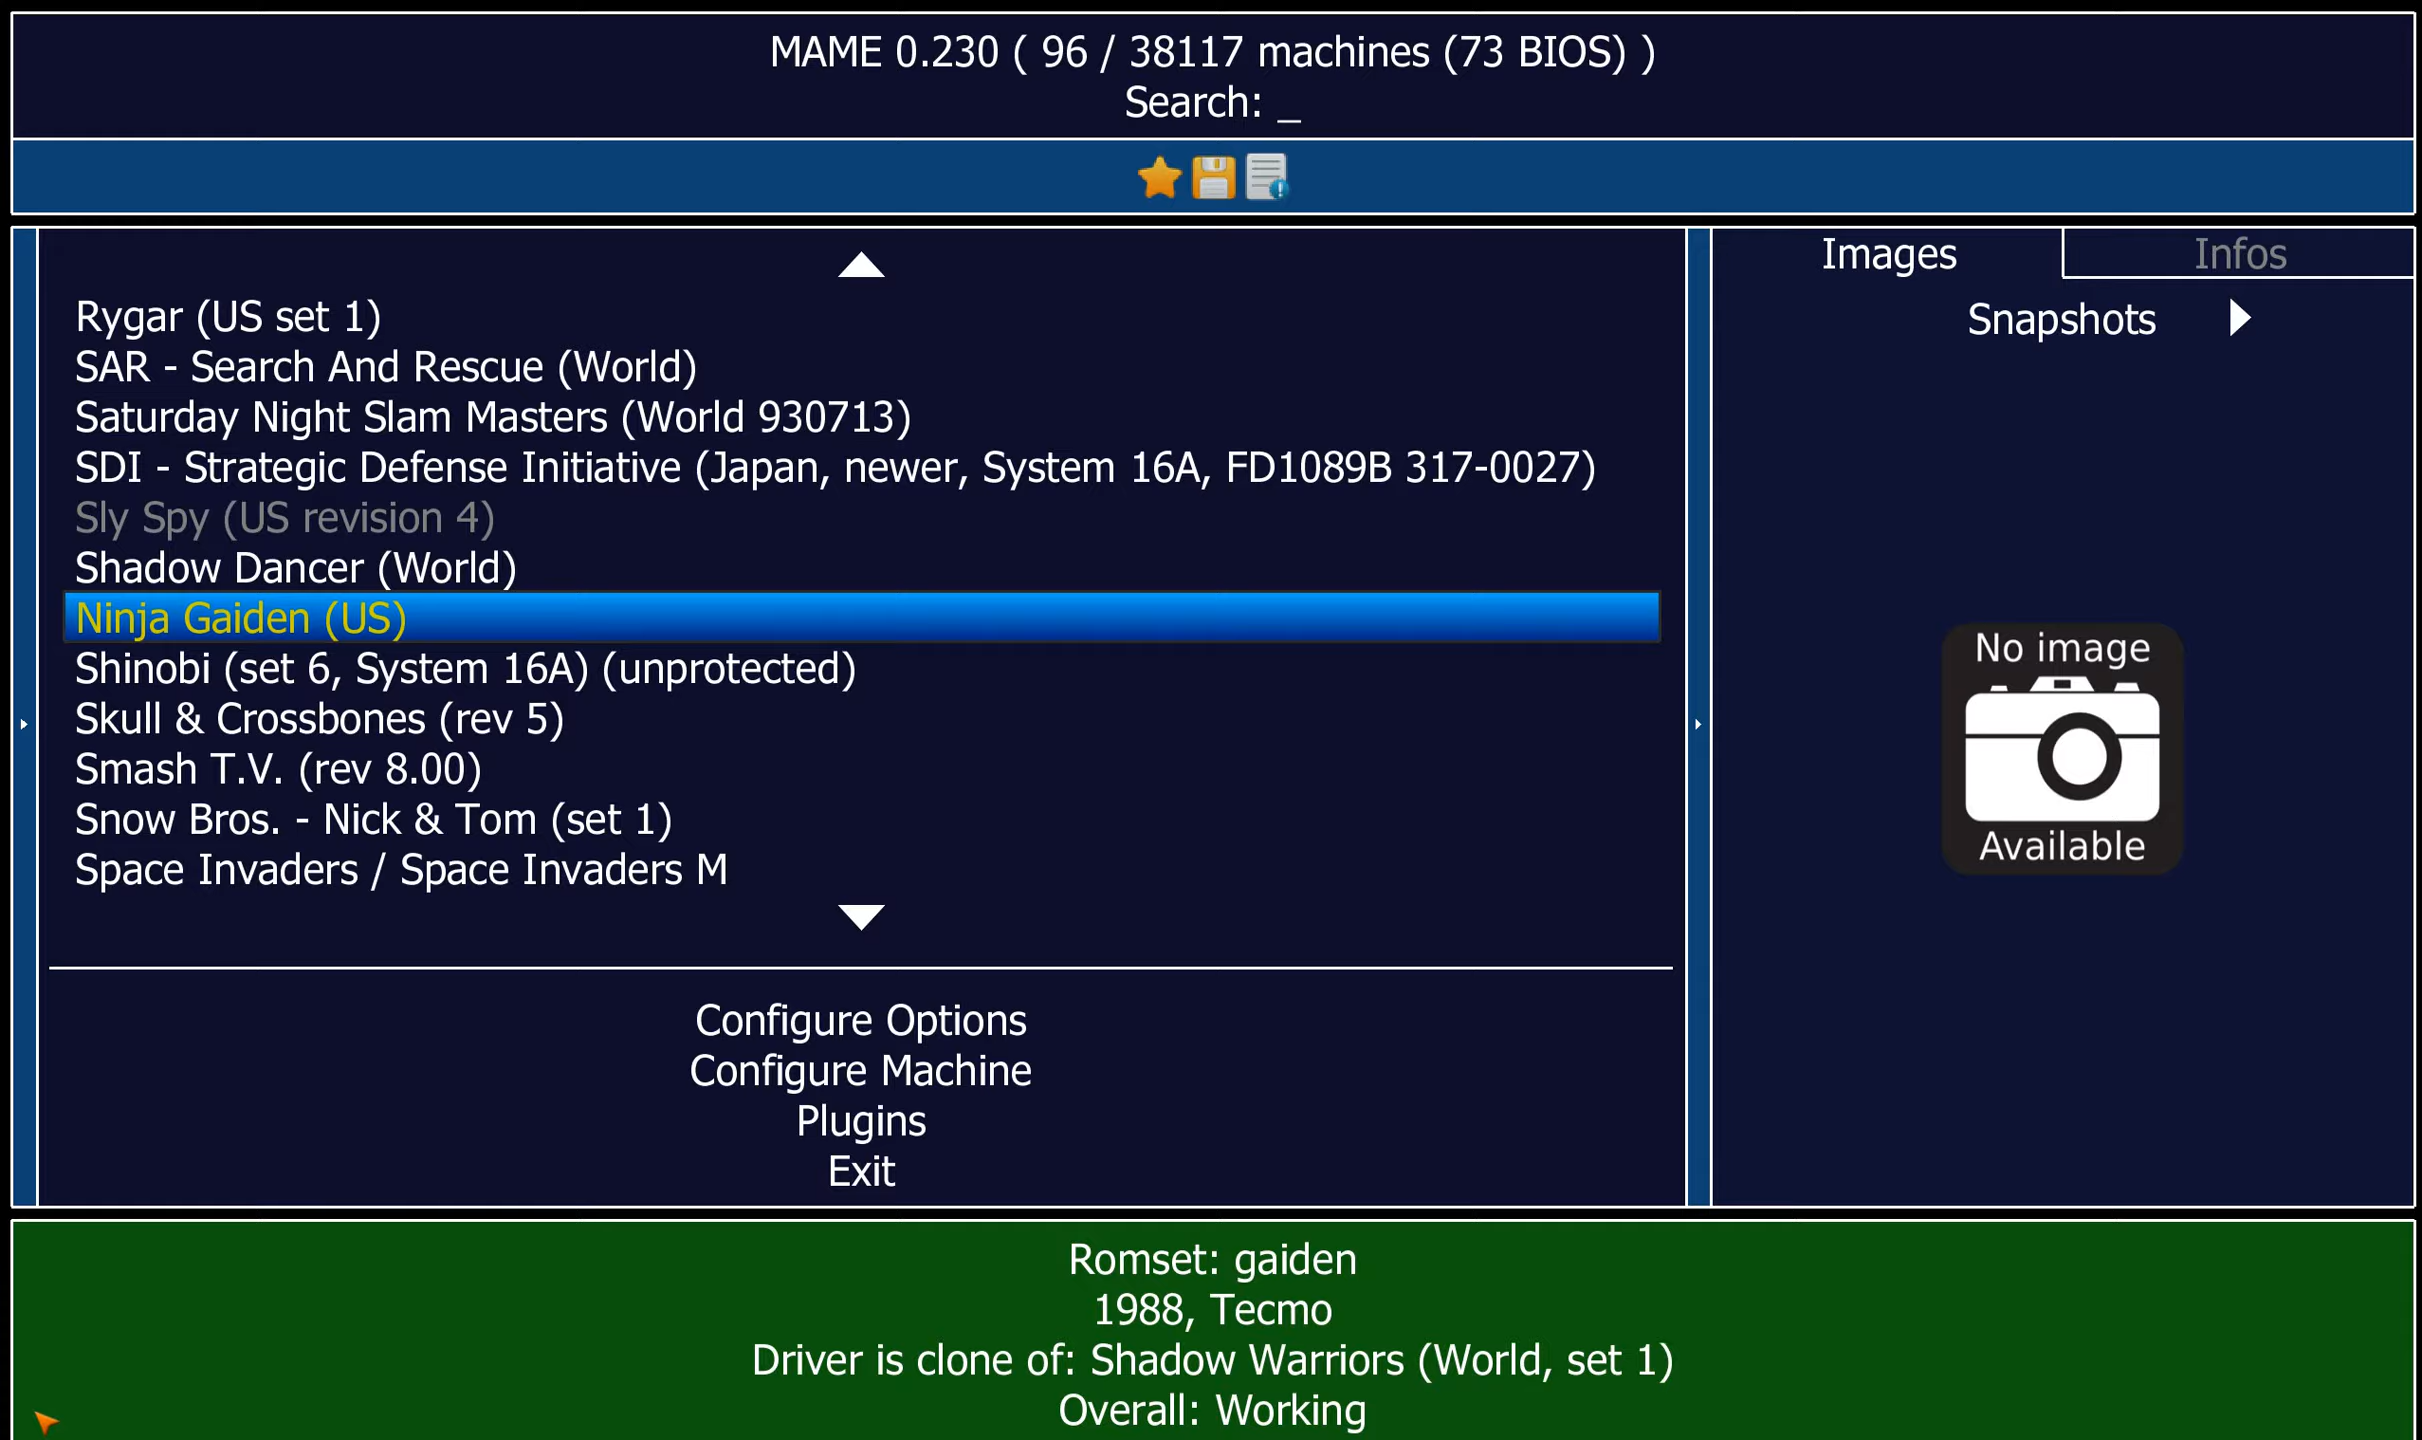 MAME 0.230 ( 96 / 38117 machines (73 BIOS) )
Search: _
Images
Infos
Snapshots
Rygar (US set 1)
SAR - Search And Rescue (World)
Saturday Night Slam Masters (World 930713)
SDI - Strategic Defense Initiative (Japan, newer, System 16A, FD1089B 317-0027)
Sly Spy (US revision 4)
Shadow Dancer (World)
Ninja Gaiden (US)
Shinobi (set 6, System 16A) (unprotected)
Skull & Crossbones (rev 5)
Smash T.V. (rev 8.00)
Snow Bros. - Nick & Tom (set 1)
Space Invaders / Space Invaders M
No image
Available
Configure Options
Configure Machine
Plugins
Exit
Romset: gaiden
1988, Tecmo
Driver is clone of: Shadow Warriors (World, set 1)
Overall: Working